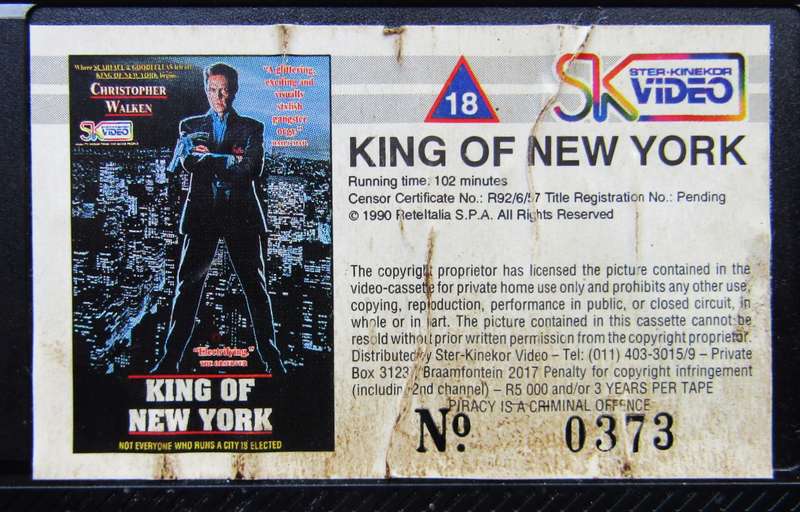 Where SCARFACE & GOODFELLAS left off
KING OF NEW YORK begins
CHRISTOPHER
WALKEN
SK STER-KINEKOR
VIDEO
"A glittering,
exciting and
visually
stylish
gangster
orgy."
DAILY MAIL
"Electrifying."
THE OBSERVER
KING OF
NEW YORK
NOT EVERYONE WHO RUNS A CITY IS ELECTED
18
SK STER-KINEKOR
VIDEO
KING OF NEW YORK
Running time: 102 minutes
Censor Certificate No.: R92/6/57 Title Registration No.: Pending
© 1990 ReteItalia S.P.A. All Rights Reserved
The copyright proprietor has licensed the picture contained in the
video-cassette for private home use only and prohibits any other use,
copying, reproduction, performance in public, or closed circuit, in
whole or in part. The picture contained in this cassette cannot be
resold without prior written permission from the copyright proprietor.
Distributed by Ster-Kinekor Video – Tel: (011) 403-3015/9 – Private
Box 3123 Braamfontein 2017 Penalty for copyright infringement
(including 2nd channel) – R5 000 and/or 3 YEARS PER TAPE
PIRACY IS A CRIMINAL OFFENCE
No. 0373